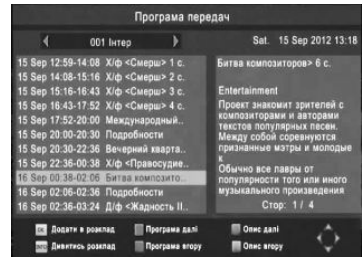 Програма передач
001 Інтер
Sat. 15 Sep 2012 13:18
15 Sep 12:59-14:08 Х/ф <Смерш> 1 с.
15 Sep 14:08-15:16 Х/ф <Смерш> 2 с.
15 Sep 15:16-16:43 Х/ф <Смерш> 3 с.
15 Sep 16:43-17:52 Х/ф <Смерш> 4 с.
15 Sep 17:52-20:00 Международный..
15 Sep 20:00-20:30 Подробности
15 Sep 20:30-22:36 Вечерний кварта..
15 Sep 22:36-00:38 Х/ф <Правосудие..
16 Sep 00:38-02:06 Битва композито..
16 Sep 02:06-02:36 Подробности
16 Sep 02:36-03:24 Д/ф <Жадность II..
Битва композиторов> 6 с.
Entertainment
Проект знакомит зрителей с
композиторами и авторами
текстов популярных песен.
Между собой соревнуются
признанные мэтры и молодые
к
Обычно все лавры от
популярности того или иного
музыкального произведения
Стор: 1/ 4
OK Додати в розклад
Програма далі
Опис далі
INFO Дивитись розклад
Програма вгору
Опис вгору